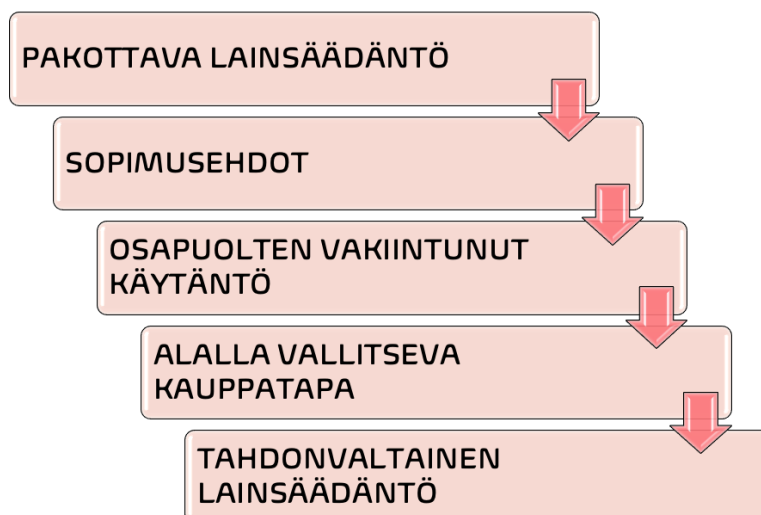 PAKOTTAVA LAINSÄÄDÄNTÖ
SOPIMUSEHDOT
OSAPUOLTEN VAKIINTUNUT
KÄYTÄNTÖ
ALALLA VALLITSEVA
KAUPPATAPA
TAHDONVALTAINEN
LAINSÄÄDÄNTÖ